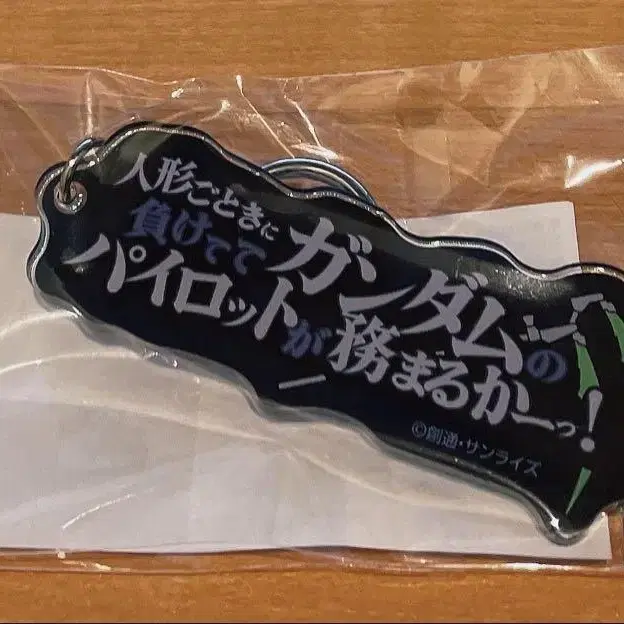 人形ごときに
負けてて
ガンダムの
パイロットが
務まるかーっ!
©創通・サンライズ